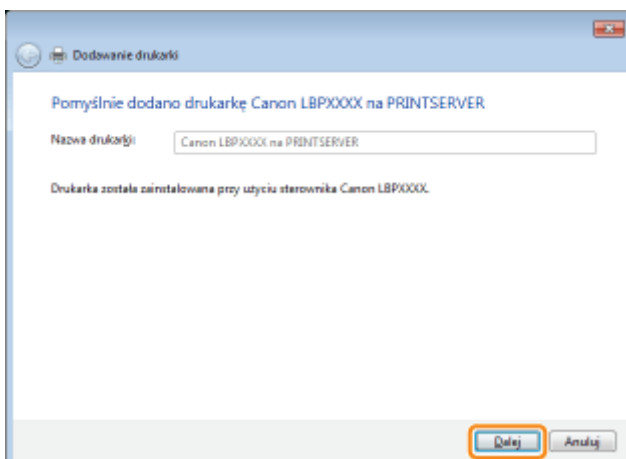 Dodawanie drukarki
Pomyślnie dodano drukarkę Canon LBPXXXX na PRINTSERVER
Nazwa drukarki: Canon LBPXXXX na PRINTSERVER
Drukarka została zainstalowana przy użyciu sterownika Canon LBPXXXX.
Dalej Anuluj